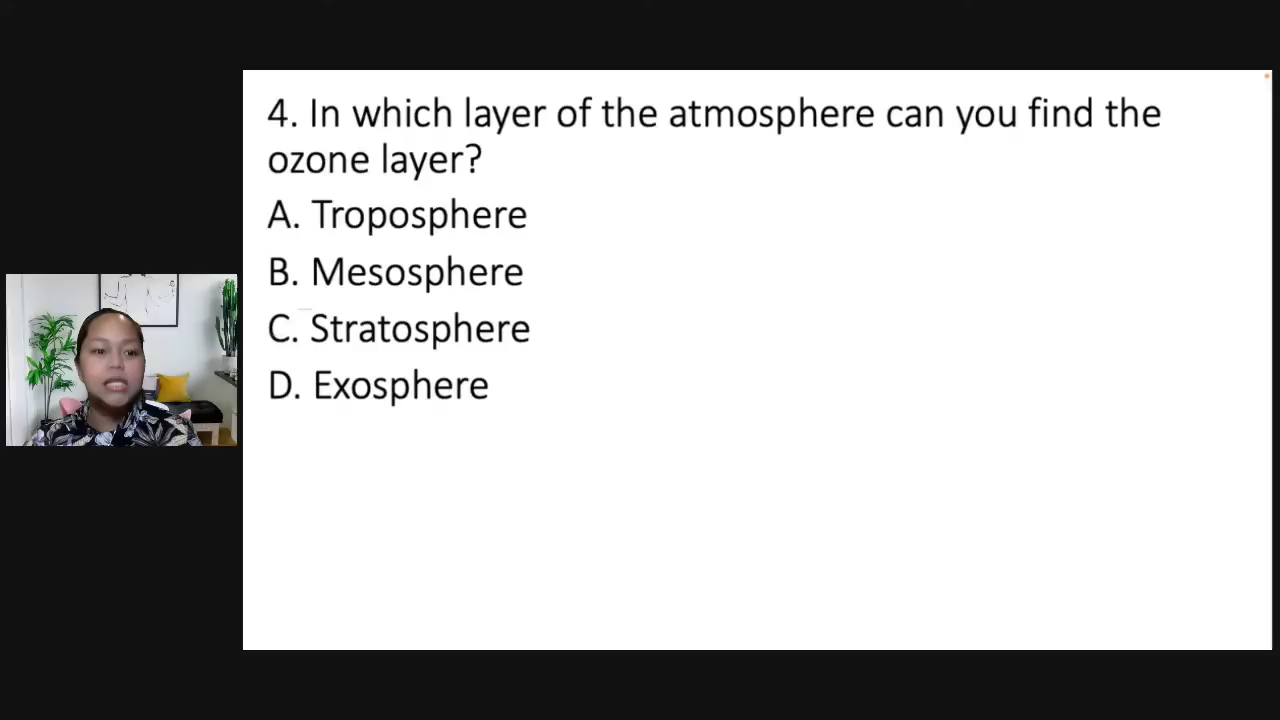 4. In which layer of the atmosphere can you find the
ozone layer?
A. Troposphere
B. Mesosphere
C. Stratosphere
D. Exosphere